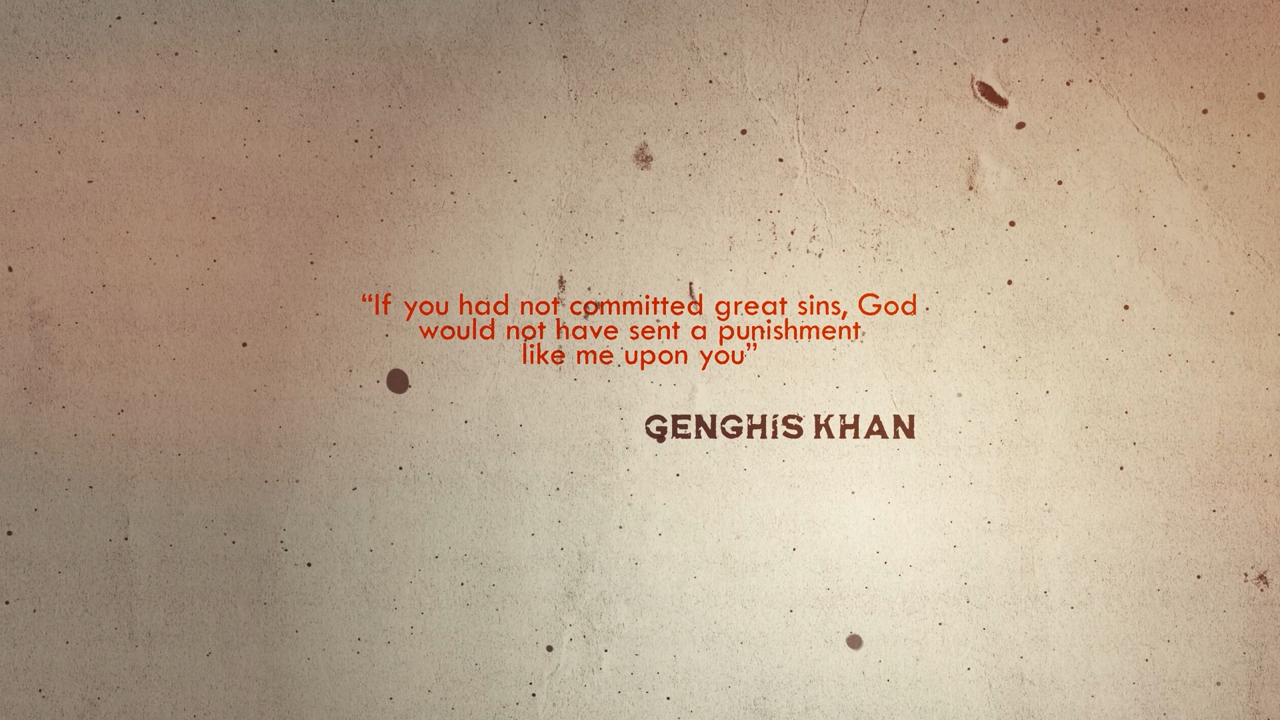 “If you had not committed great sins, God
would not have sent a punishment
like me upon you”
GENGHIS KHAN